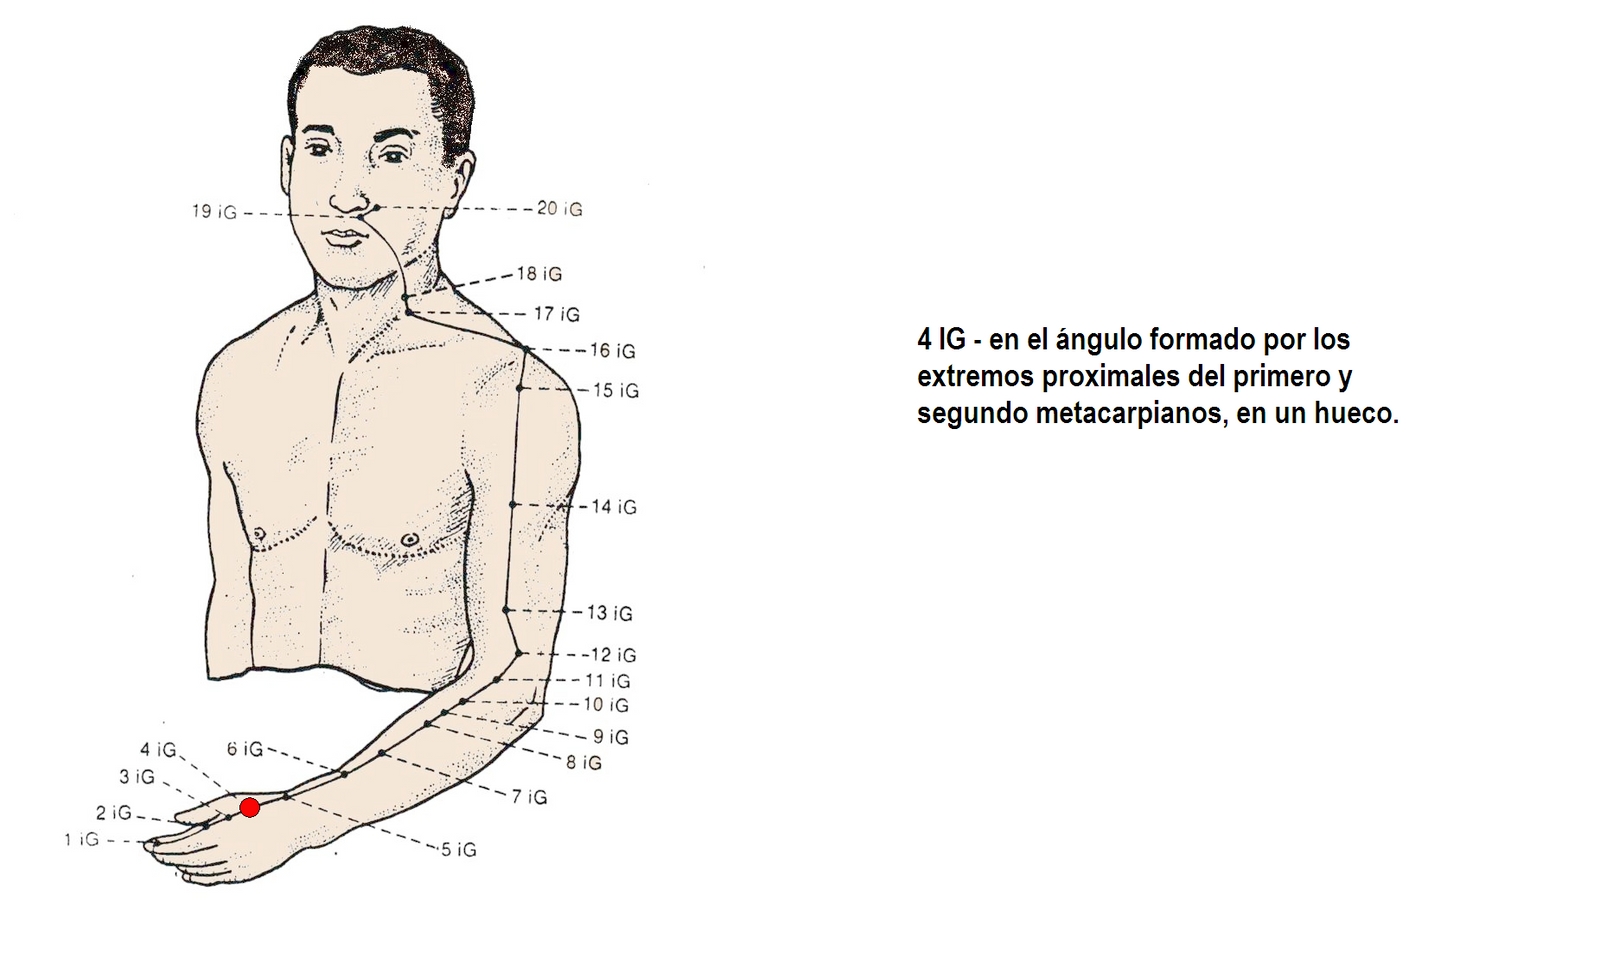 19 iG
20 iG
18 iG
17 iG
16 iG
15 iG
14 iG
13 iG
12 iG
11 iG
10 iG
9 iG
8 iG
7 iG
6 iG
4 iG
3 iG
2 iG
1 iG
5 iG
4 IG - en el ángulo formado por los
extremos proximales del primero y
segundo metacarpianos, en un hueco.